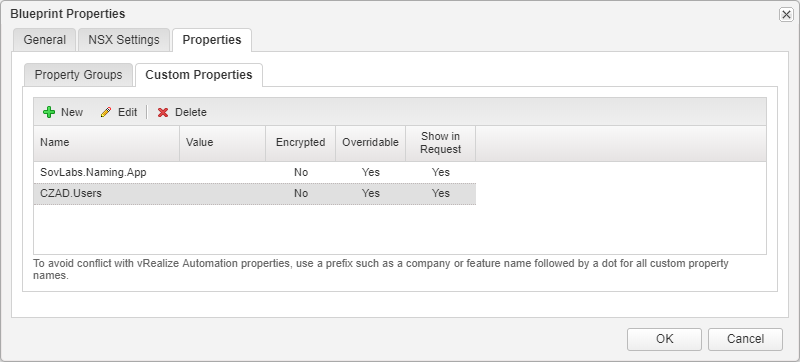 Blueprint Properties
General NSX Settings Properties
Property Groups Custom Properties
New Edit Delete
Name Value Encrypted Overridable Show in
Request
SovLabs.Naming.App No Yes Yes
CZAD.Users No Yes Yes
To avoid conflict with vRealize Automation properties, use a prefix such as a company or feature name followed by a dot for all custom property
names.
OK Cancel